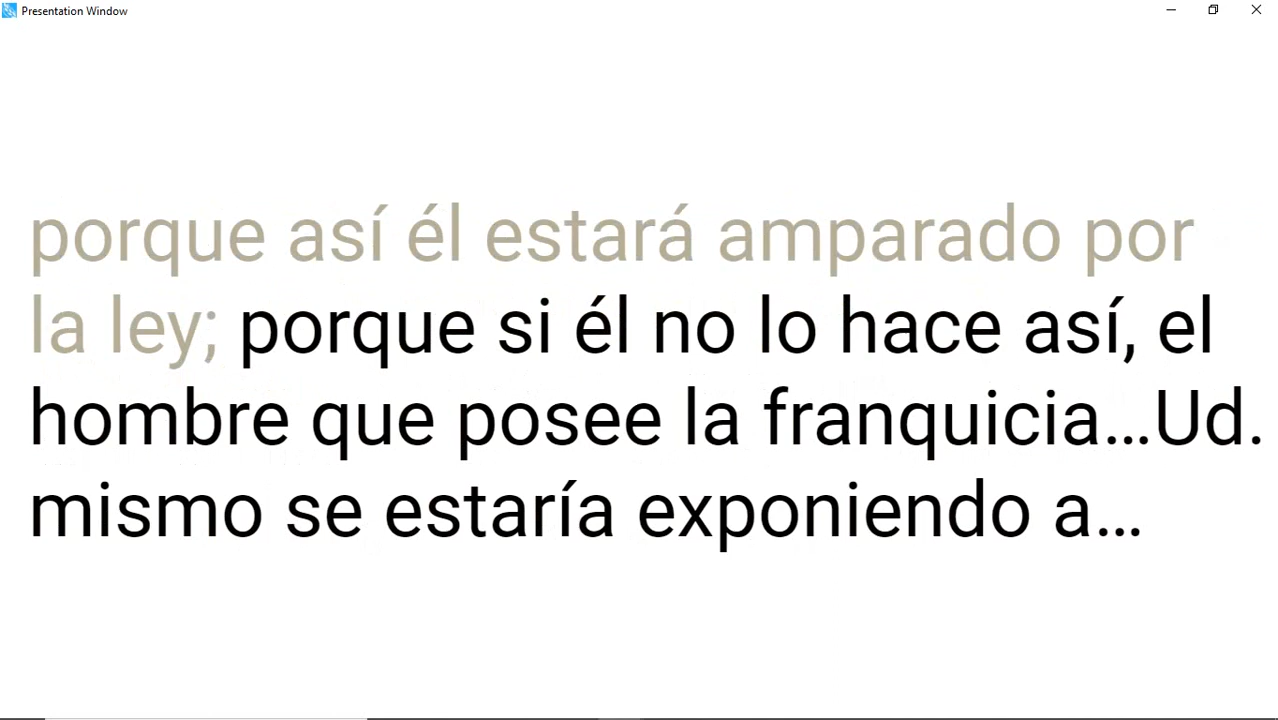 Presentation Window
porque así él estará amparado por
la ley; porque si él no lo hace así, el
hombre que posee la franquicia...Ud.
mismo se estaría exponiendo a...